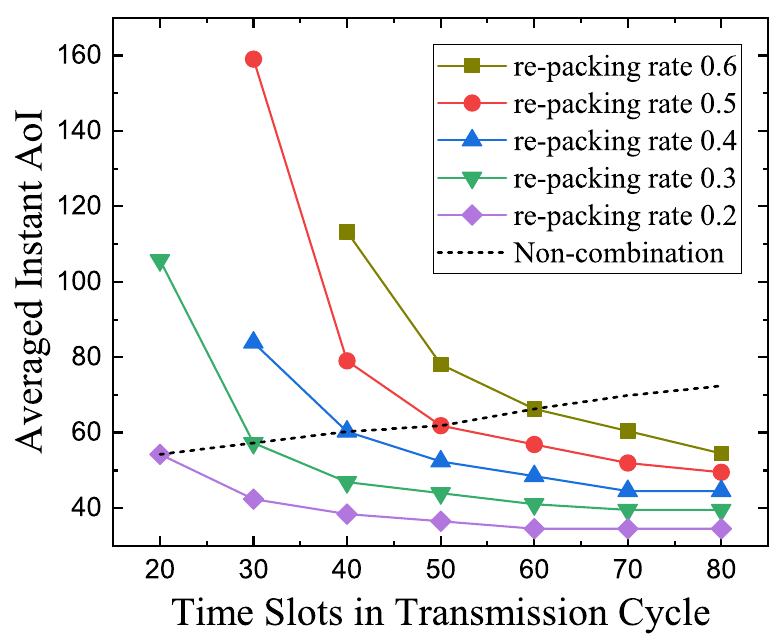 160
140
120
100
80
60
40
Averaged Instant AoI
re-packing rate 0.6
re-packing rate 0.5
re-packing rate 0.4
re-packing rate 0.3
re-packing rate 0.2
Non-combination
20 30 40 50 60 70 80
Time Slots in Transmission Cycle